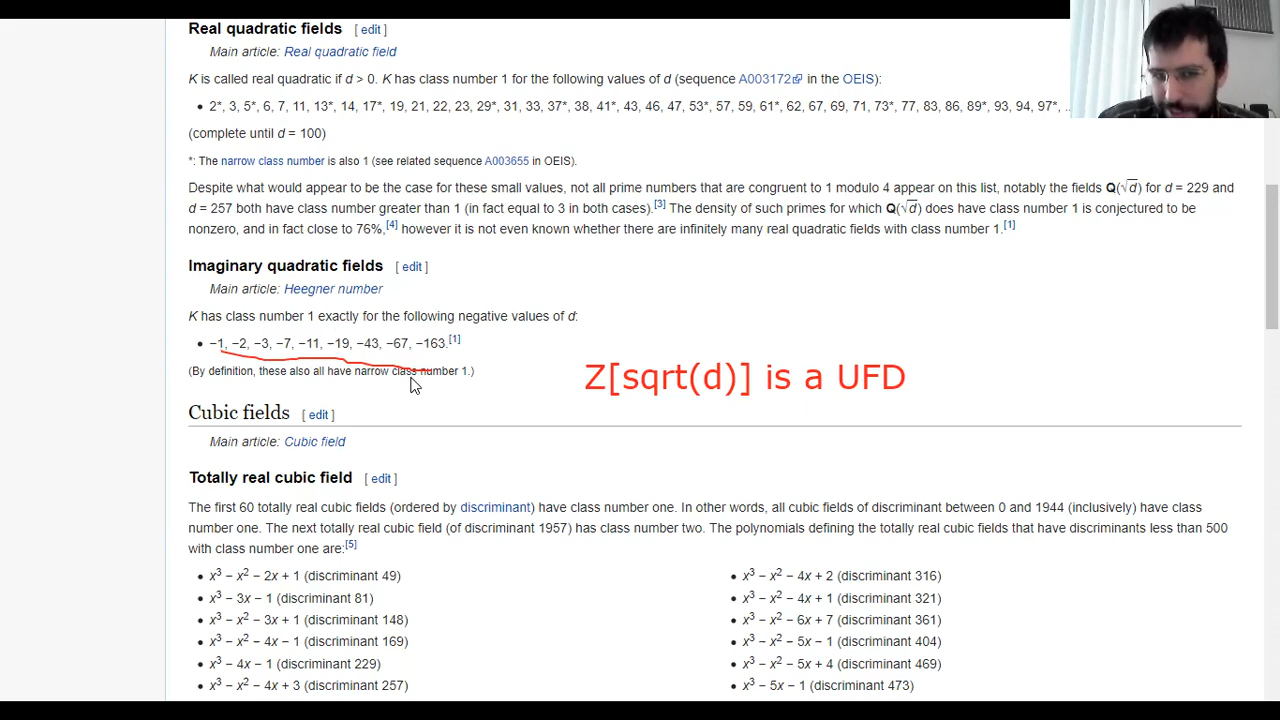 Real quadratic fields [ edit ]
Main article: Real quadratic field
K is called real quadratic if d > 0. K has class number 1 for the following values of d (sequence A003172 in the OEIS):
• 2*, 3, 5*, 6, 7, 11, 13*, 14, 17*, 19, 21, 22, 23, 29*, 31, 33, 37*, 38, 41*, 43, 46, 47, 53*, 57, 59, 61*, 62, 67, 69, 71, 73*, 77, 83, 86, 89*, 93, 94, 97*, ...
(complete until d = 100)
*: The narrow class number is also 1 (see related sequence A003655 in OEIS).
Despite what would appear to be the case for these small values, not all prime numbers that are congruent to 1 modulo 4 appear on this list, notably the fields Q(√d) for d = 229 and
d = 257 both have class number greater than 1 (in fact equal to 3 in both cases).[3] The density of such primes for which Q(√d) does have class number 1 is conjectured to be
nonzero, and in fact close to 76%,[4] however it is not even known whether there are infinitely many real quadratic fields with class number 1.[1]
Imaginary quadratic fields [ edit ]
Main article: Heegner number
K has class number 1 exactly for the following negative values of d:
• −1, −2, −3, −7, −11, −19, −43, −67, −163.[1]
(By definition, these also all have narrow class number 1.)
Z[sqrt(d)] is a UFD
Cubic fields [ edit ]
Main article: Cubic field
Totally real cubic field [ edit ]
The first 60 totally real cubic fields (ordered by discriminant) have class number one. In other words, all cubic fields of discriminant between 0 and 1944 (inclusively) have class
number one. The next totally real cubic field (of discriminant 1957) has class number two. The polynomials defining the totally real cubic fields that have discriminants less than 500
with class number one are:[5]
• x³ − x² − 2x + 1 (discriminant 49)
• x³ − 3x − 1 (discriminant 81)
• x³ − x² − 3x + 1 (discriminant 148)
• x³ − x² − 4x − 1 (discriminant 169)
• x³ − 4x − 1 (discriminant 229)
• x³ − x² − 4x + 3 (discriminant 257)
• x³ − x² − 4x + 2 (discriminant 316)
• x³ − x² − 4x + 1 (discriminant 321)
• x³ − x² − 6x + 7 (discriminant 361)
• x³ − x² − 5x − 1 (discriminant 404)
• x³ − x² − 5x + 4 (discriminant 469)
• x³ − 5x − 1 (discriminant 473)